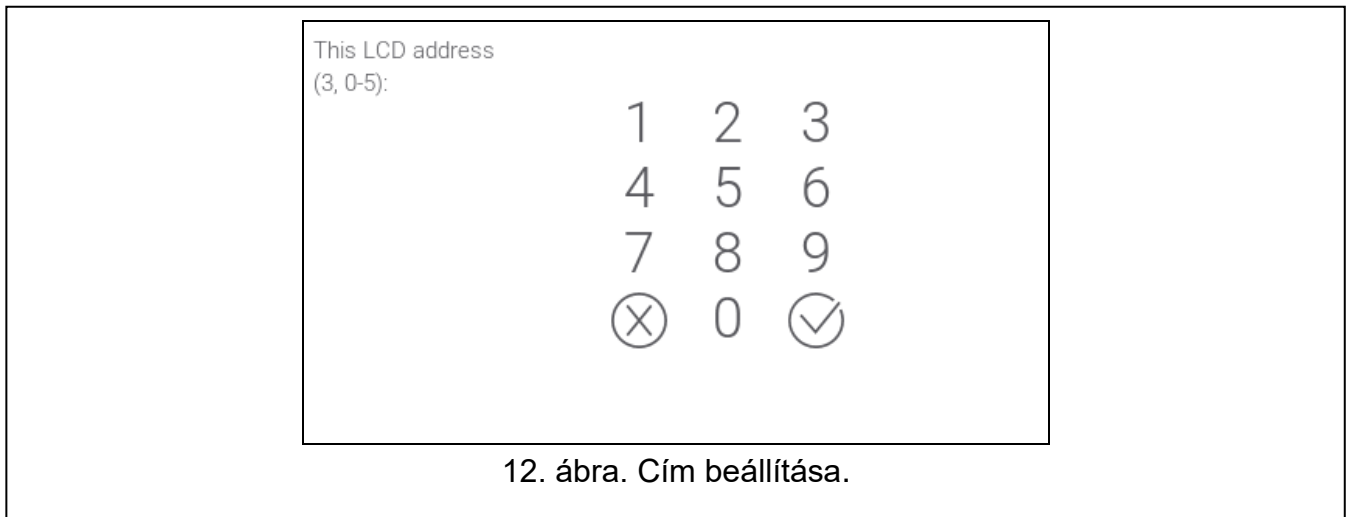 This LCD address
(3, 0-5):
1 2 3
4 5 6
7 8 9
0
12. ábra. Cím beállítása.